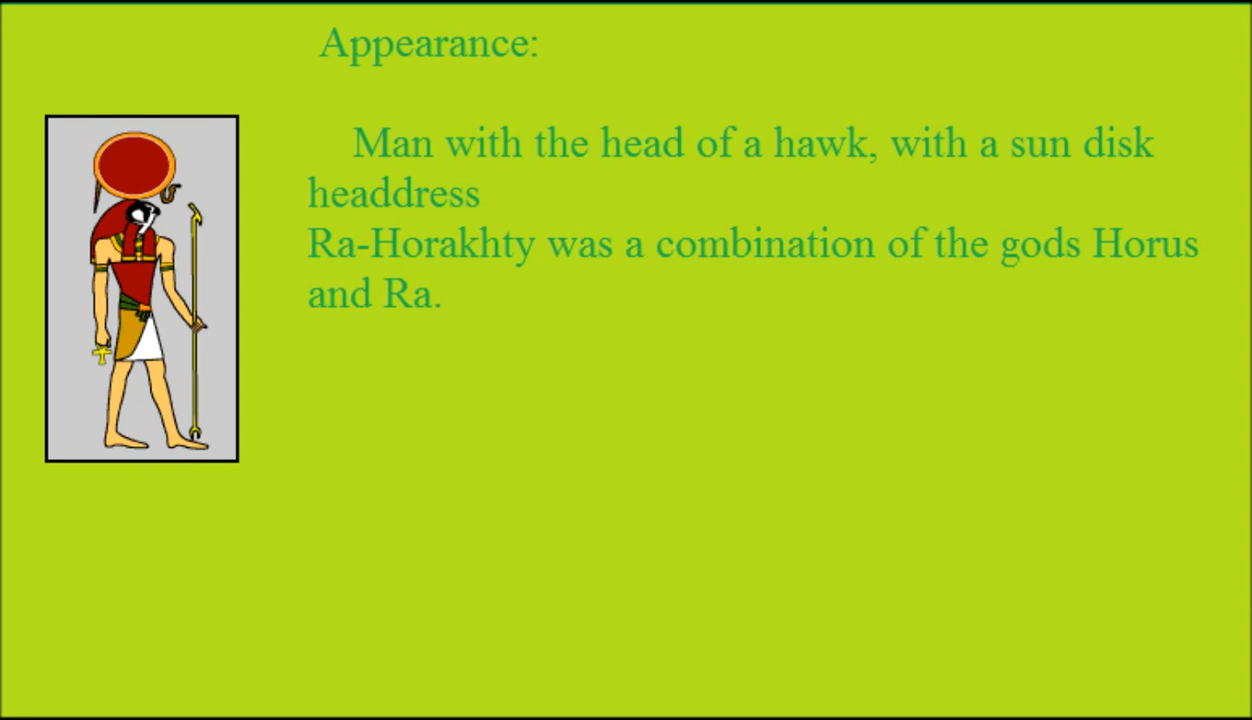 Appearance:
Man with the head of a hawk, with a sun disk
headdress
Ra-Horakhty was a combination of the gods Horus
and Ra.